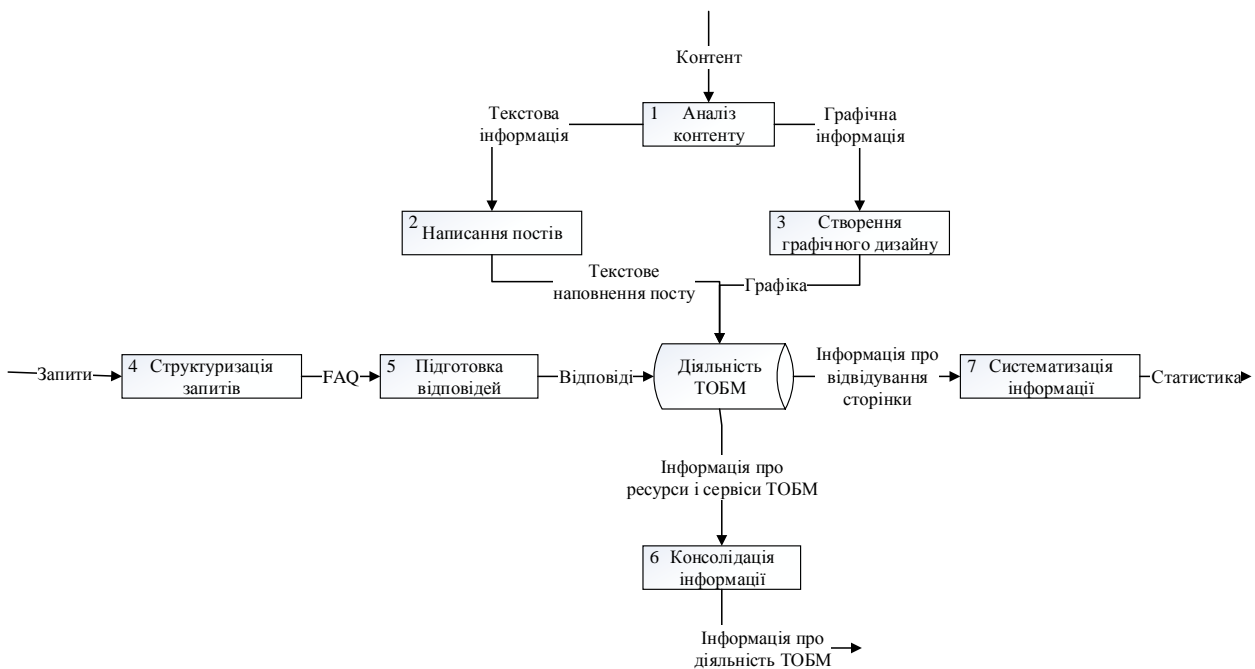 Контент
1 Аналіз
контенту
Текстова
інформація
Графічна
інформація
2 Написання постів
3 Створення
графічного дизайну
Текстове
наповнення посту
Графіка
Запити
4 Структуризація
запитів
FAQ
5 Підготовка
відповідей
Відповіді
Діяльність
ТОБМ
Інформація про
відвідування
сторінки
7 Систематизація
інформації
Статистика
Інформація про
ресурси і сервіси ТОБМ
6 Консолідація
інформації
Інформація про
діяльність ТОБМ